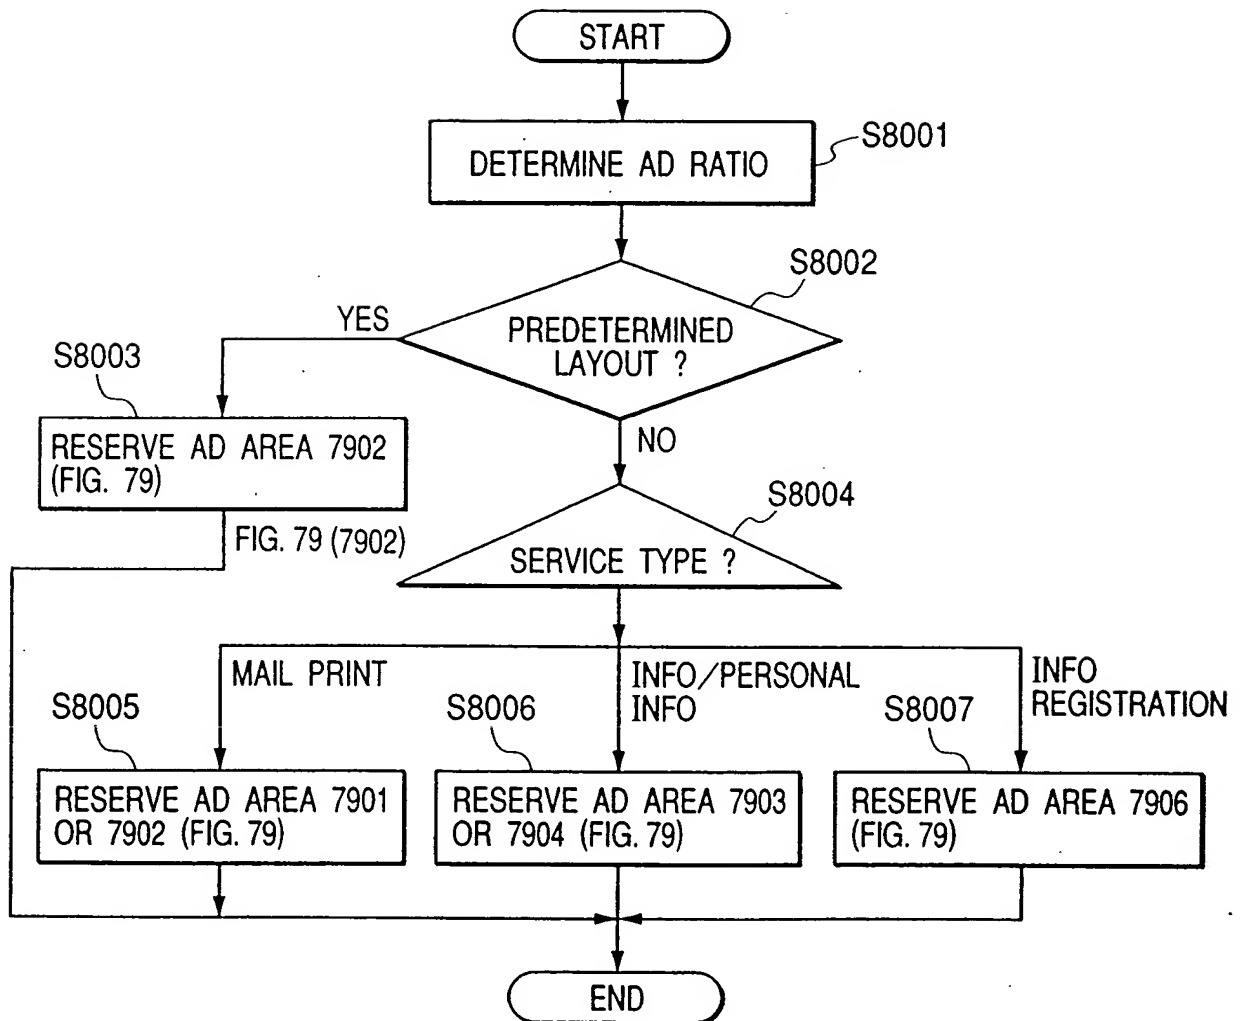 START
S8001
DETERMINE AD RATIO
S8002
YES
PREDETERMINED
LAYOUT ?
S8003
RESERVE AD AREA 7902
(FIG. 79)
NO
FIG. 79 (7902)
S8004
SERVICE TYPE ?
MAIL PRINT
INFO/PERSONAL
INFO
INFO
REGISTRATION
S8005
S8006
S8007
RESERVE AD AREA 7901
OR 7902 (FIG. 79)
RESERVE AD AREA 7903
OR 7904 (FIG. 79)
RESERVE AD AREA 7906
(FIG. 79)
END